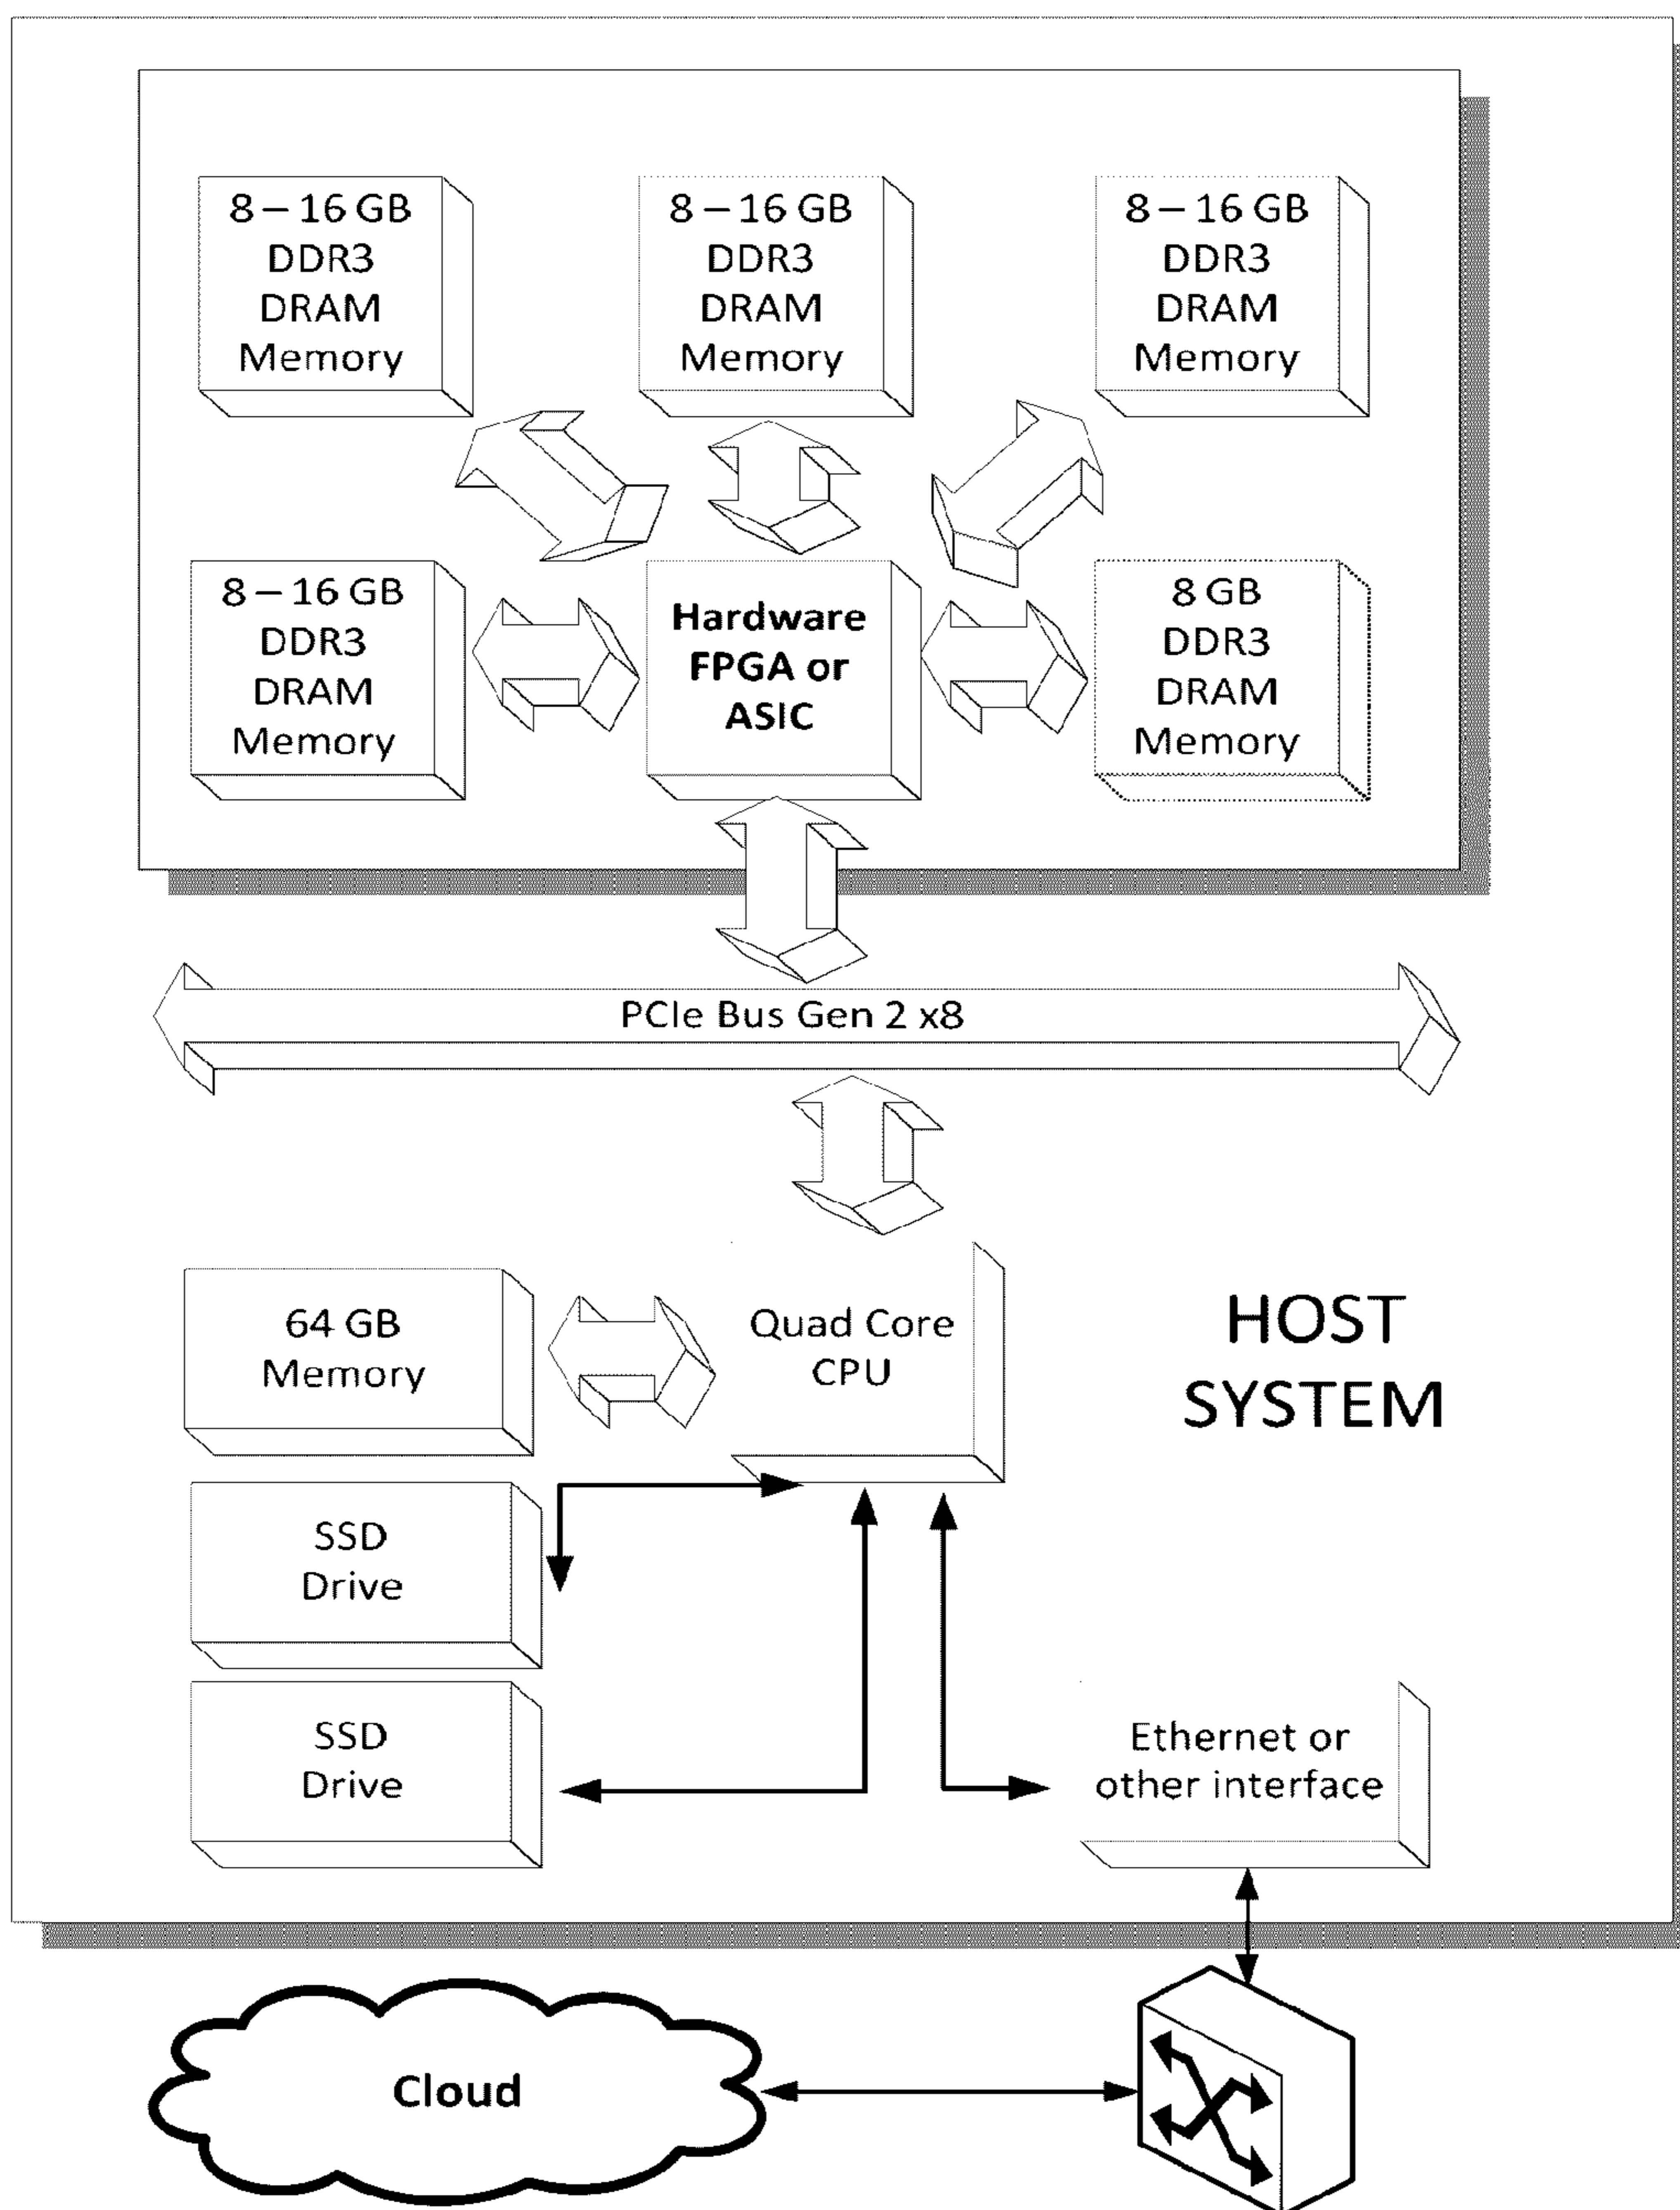 8 – 16 GB
DDR3
DRAM
Memory
8 – 16 GB
DDR3
DRAM
Memory
8 – 16 GB
DDR3
DRAM
Memory
8 – 16 GB
DDR3
DRAM
Memory
Hardware
FPGA or
ASIC
8 GB
DDR3
DRAM
Memory
PCIe Bus Gen 2 x8
64 GB
Memory
Quad Core
CPU
HOST
SYSTEM
SSD
Drive
SSD
Drive
Ethernet or
other interface
Cloud